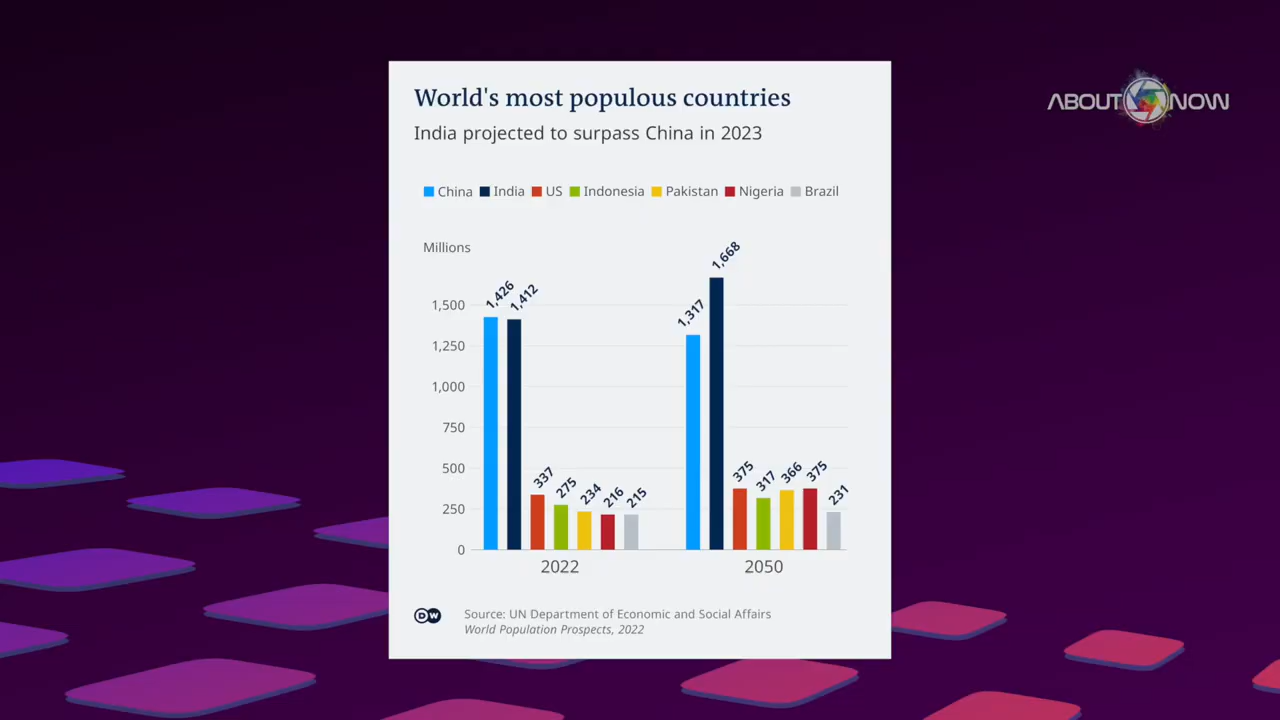 ABOUT NOW
World's most populous countries
India projected to surpass China in 2023
China India US Indonesia Pakistan Nigeria Brazil
Millions
1,668
1,426 1,412 1,317
1,500
1,250
1,000
750
500
250
0
337 275 234 216 215
375 317 366 375 231
2022 2050
DW
Source: UN Department of Economic and Social Affairs
World Population Prospects, 2022